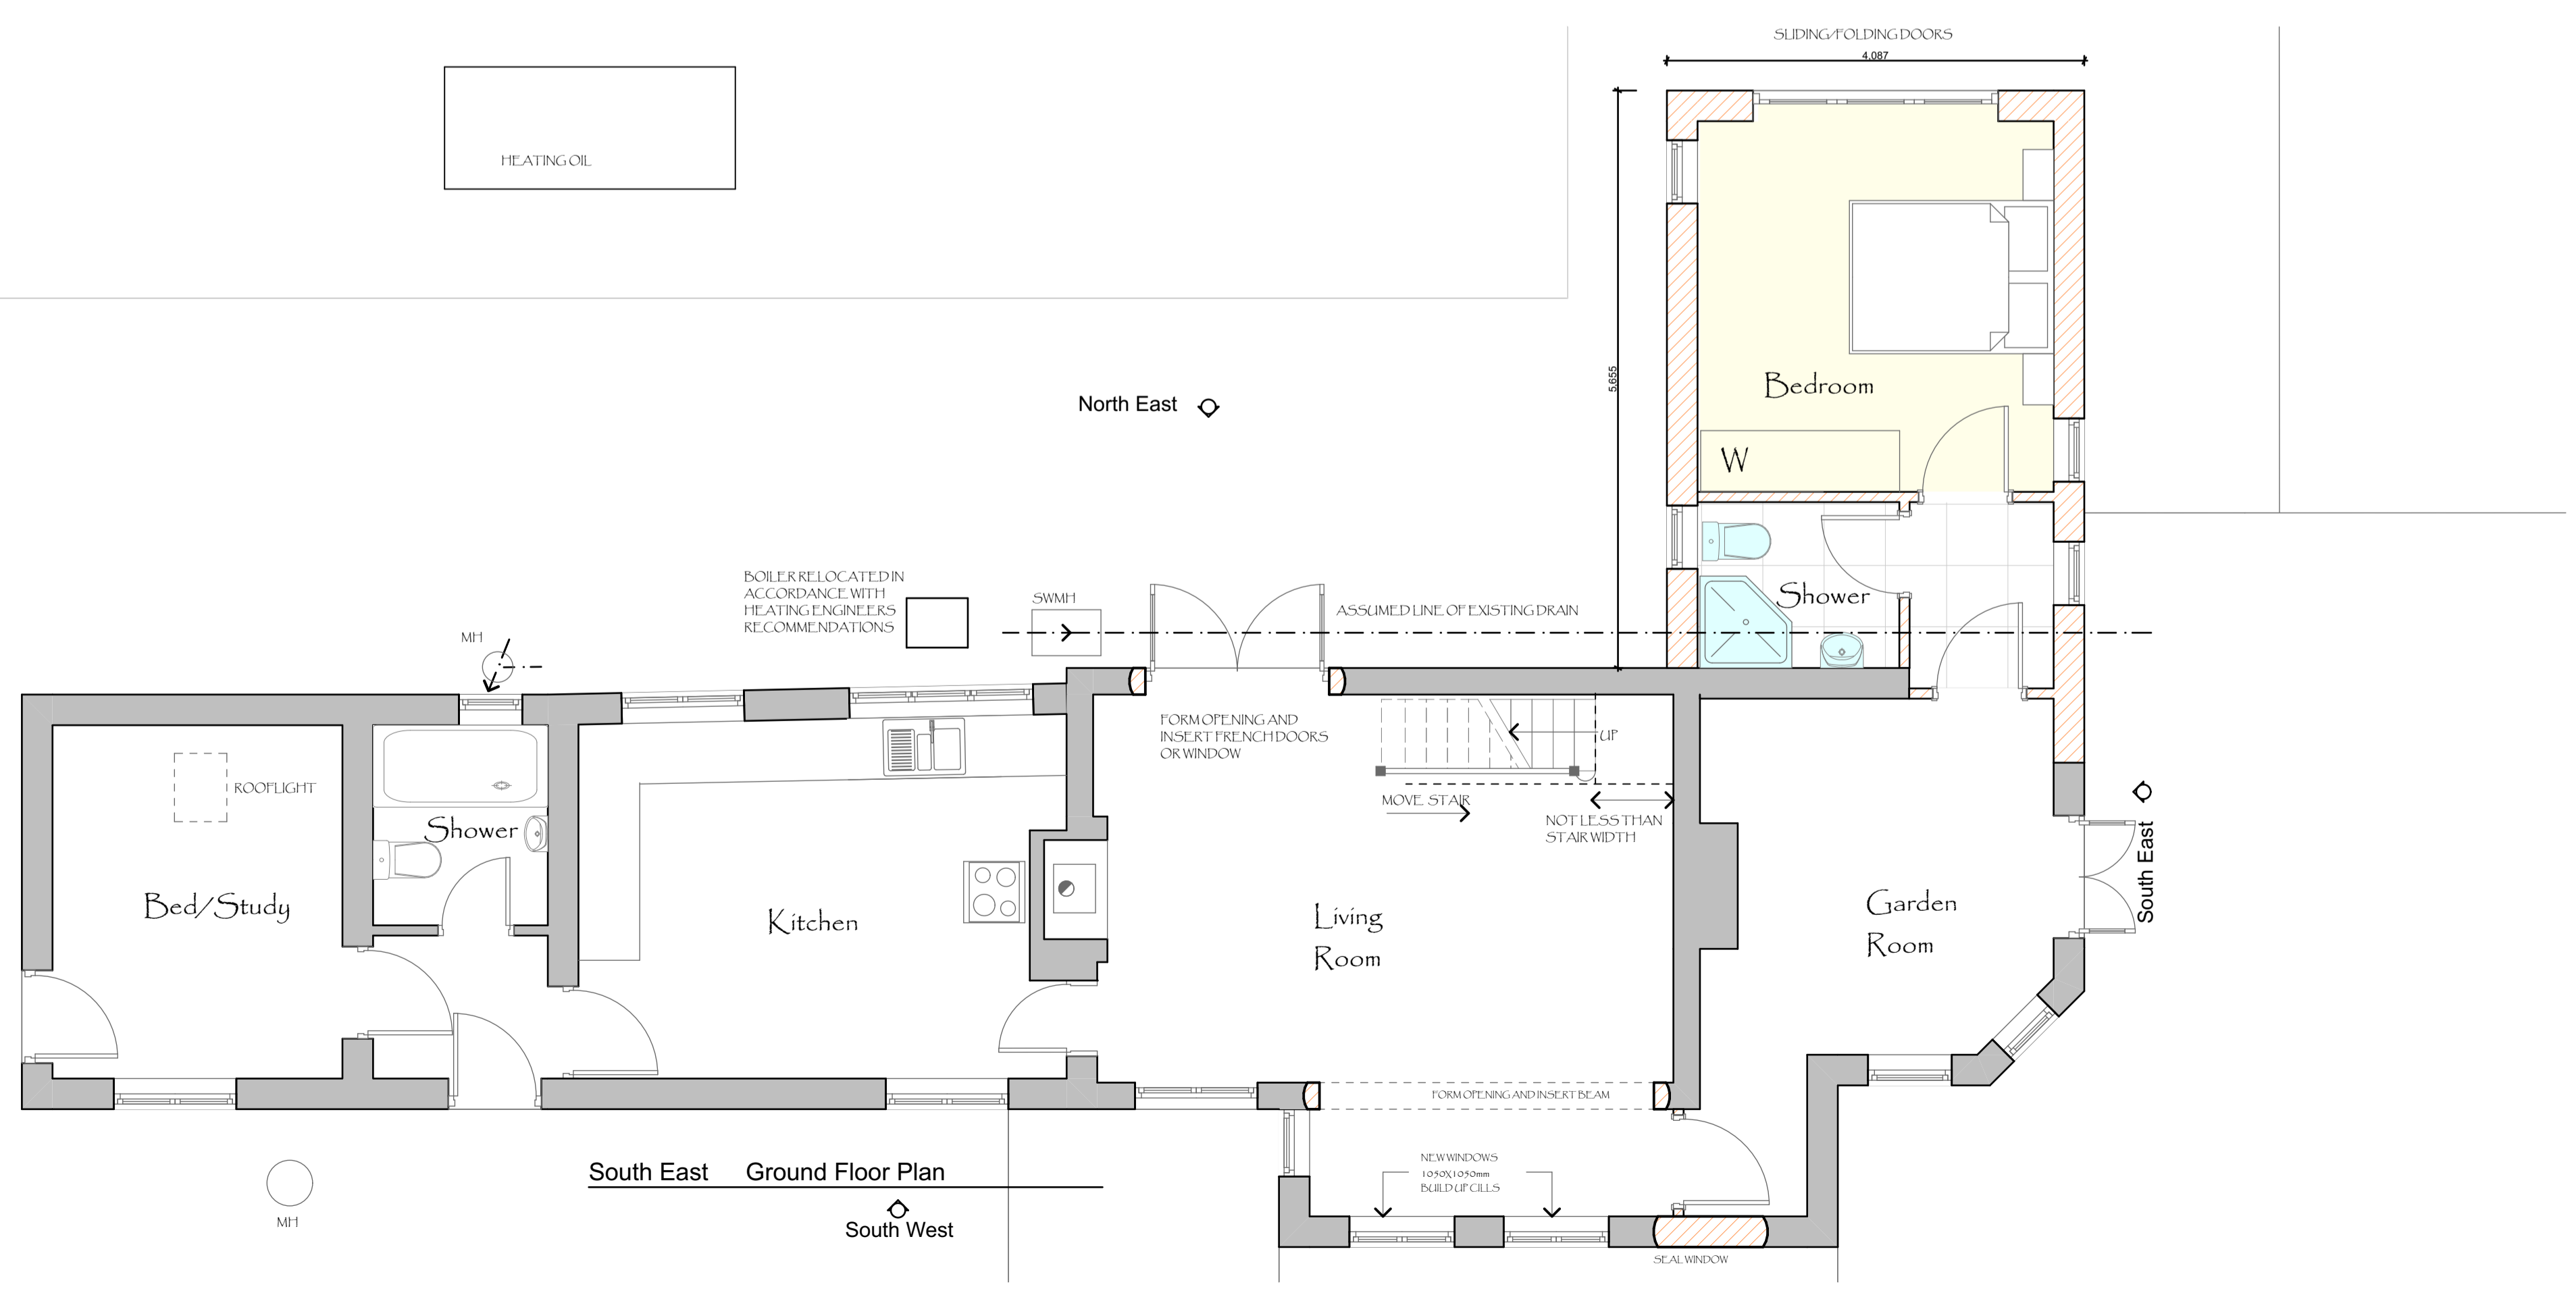 SLIDING/FOLDING DOORS
4.087
HEATING OIL
5.655
North East
Bedroom
W
BOILER RELOCATED IN
ACCORDANCE WITH
HEATING ENGINEERS
RECOMMENDATIONS
SWMH
ASSUMED LINE OF EXISTING DRAIN
Shower
MH
FORM OPENING AND
INSERT FRENCH DOORS
OR WINDOW
UP
MOVE STAIR
NOT LESS THAN
STAIR WIDTH
ROOFLIGHT
Shower
Bed/Study
Kitchen
Living
Room
Garden
Room
South East
FORM OPENING AND INSERT BEAM
NEW WINDOWS
1050X1050mm
BUILD UP CILLS
South East Ground Floor Plan
South West
MH
SEAL WINDOW